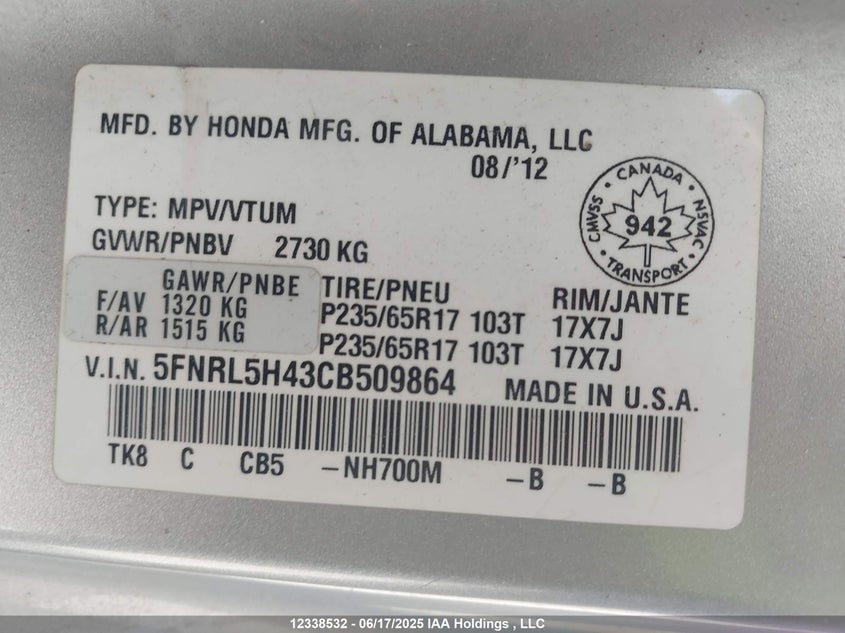 MFD. BY HONDA MFG. OF ALABAMA, LLC
08/'12
TYPE: MPV/VTUM
GVWR/PNBV 2730 KG
CANADA
CMVSS 942 NSVAC
TRANSPORT
GAWR/PNBE TIRE/PNEU RIM/JANTE
F/AV 1320 KG P235/65R17 103T 17X7J
R/AR 1515 KG P235/65R17 103T 17X7J
V.I.N. 5FNRL5H43CB509864 MADE IN U.S.A.
TK8 C CB5 -NH700M -B -B
12338532 - 06/17/2025 IAA Holdings , LLC